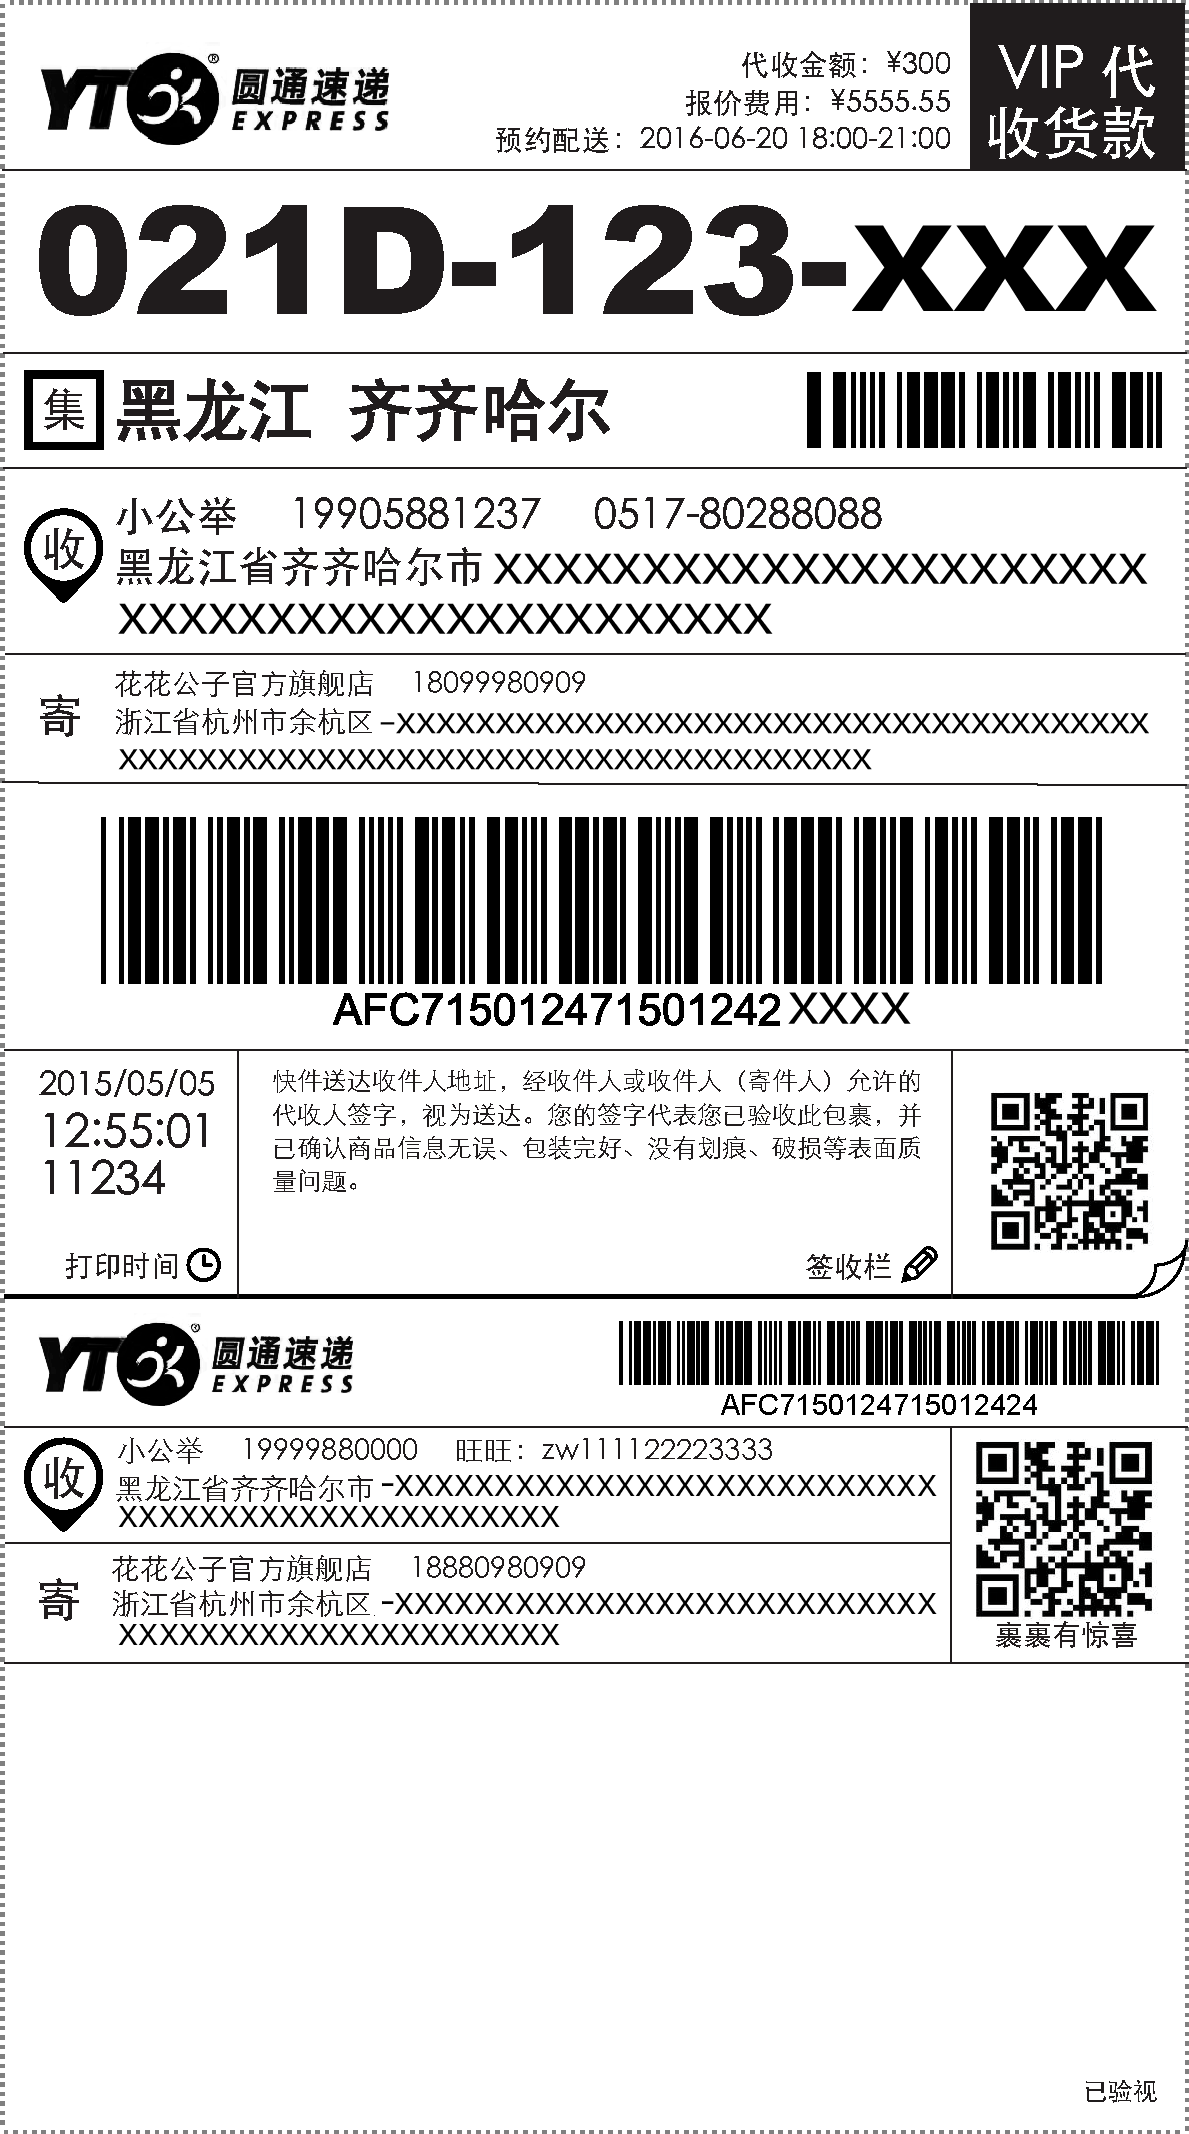 YTO® 圆通速递
EXPRESS
代收金额：¥300
报价费用：¥5555.55
预约配送：2016-06-20 18:00-21:00
VIP 代
收货款
021D-123-XXX
集 黑龙江 齐齐哈尔
收
小公举 19905881237 0517-80288088
黑龙江省齐齐哈尔市 XXXXXXXXXXXXXXXXXXXXXX
XXXXXXXXXXXXXXXXXXXXXX
寄
花花公子官方旗舰店 18099980909
浙江省杭州市余杭区 -XXXXXXXXXXXXXXXXXXXXXXXXXXXXXXXXXXXXXX
XXXXXXXXXXXXXXXXXXXXXXXXXXXXXXXXXXXXXX
AFC715012471501242XXXX
2015/05/05
12:55:01
11234
打印时间
快件送达收件人地址，经收件人或收件人（寄件人）允许的
代收人签字，视为送达。您的签字代表您已验收此包裹，并
已确认商品信息无误、包装完好、没有划痕、破损等表面质
量问题。
签收栏
YTO® 圆通速递
EXPRESS
AFC7150124715012424
收
小公举 19999880000 旺旺：zw111122223333
黑龙江省齐齐哈尔市 -XXXXXXXXXXXXXXXXXXXXXXXXXXX
XXXXXXXXXXXXXXXXXXXXXX
寄
花花公子官方旗舰店 18880980909
浙江省杭州市余杭区 -XXXXXXXXXXXXXXXXXXXXXXXXXXX
XXXXXXXXXXXXXXXXXXXXXX
裹裹有惊喜
已验视